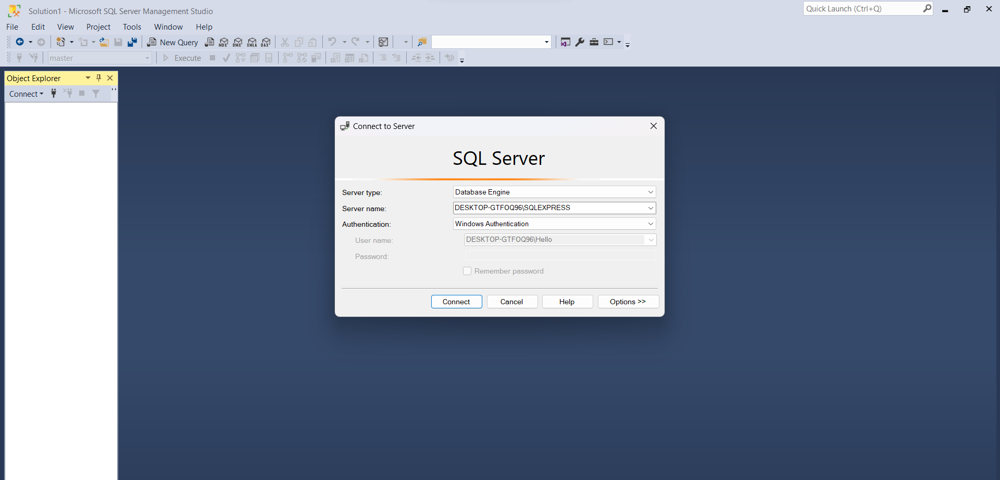 Solution1 - Microsoft SQL Server Management Studio
Quick Launch (Ctrl+Q)
File Edit View Project Tools Window Help
New Query MDX DMX XMLA DAX
master Execute
Object Explorer
Connect
Connect to Server
SQL Server
Server type: Database Engine
Server name: DESKTOP-GTFOQ96\SQLEXPRESS
Authentication: Windows Authentication
User name: DESKTOP-GTFOQ96\Hello
Password:
Remember password
Connect Cancel Help Options >>